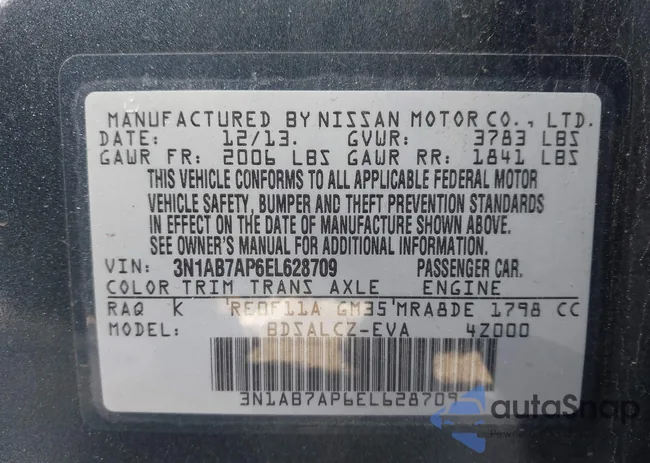 MANUFACTURED BY NISSAN MOTOR CO., LTD.
DATE: 12/13. GVWR: 3783 LBS
GAWR FR: 2006 LBS GAWR RR: 1841 LBS
THIS VEHICLE CONFORMS TO ALL APPLICABLE FEDERAL MOTOR
VEHICLE SAFETY, BUMPER AND THEFT PREVENTION STANDARDS
IN EFFECT ON THE DATE OF MANUFACTURE SHOWN ABOVE.
SEE OWNER'S MANUAL FOR ADDITIONAL INFORMATION.
VIN: 3N1AB7AP6EL628709 PASSENGER CAR.
COLOR TRIM TRANS AXLE ENGINE
RAQ K 'RE0F11A GM35'MRA8DE 1798 CC
MODEL: BDSALCZ-EVA 4Z000
3N1AB7AP6EL628709
autoSnap